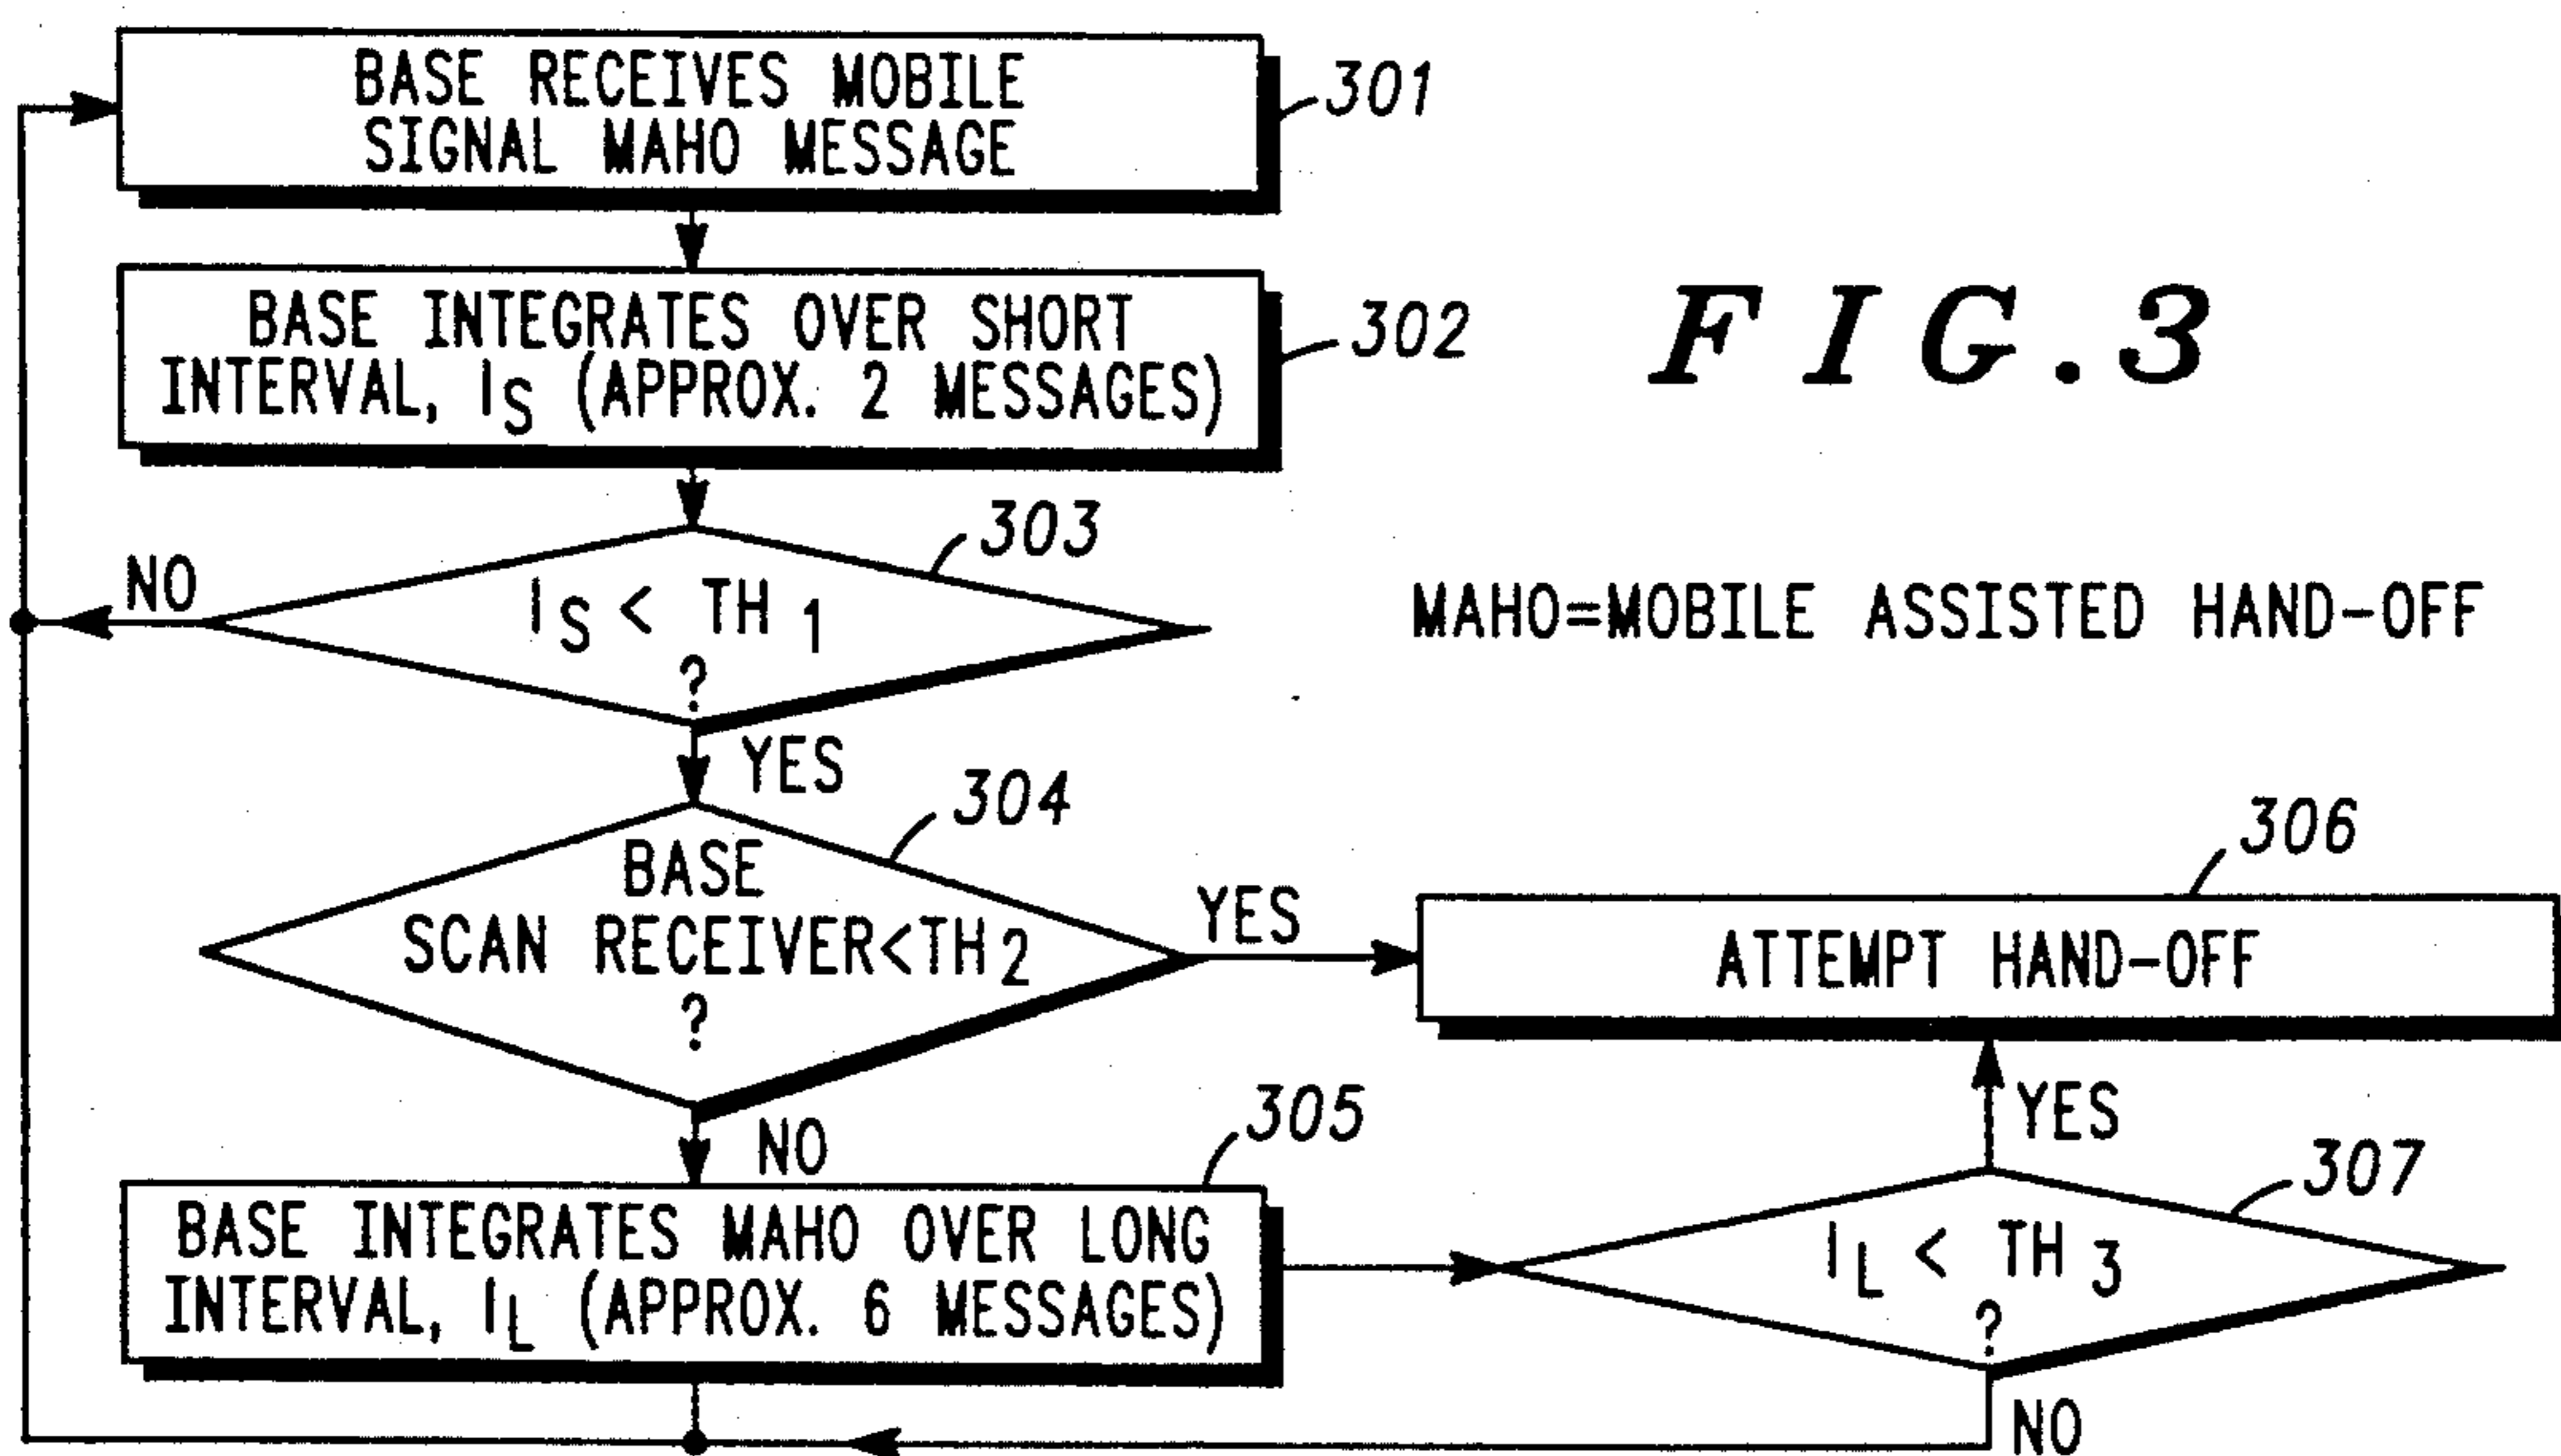 BASE RECEIVES MOBILE
SIGNAL MAHO MESSAGE
301
BASE INTEGRATES OVER SHORT
INTERVAL, IS (APPROX. 2 MESSAGES)
302
FIG.3
303
NO
IS < TH 1
?
MAHO=MOBILE ASSISTED HAND-OFF
YES
304
BASE
SCAN RECEIVER<TH2
?
YES
306
ATTEMPT HAND-OFF
NO
305
BASE INTEGRATES MAHO OVER LONG
INTERVAL, IL (APPROX. 6 MESSAGES)
YES
307
IL < TH 3
?
NO